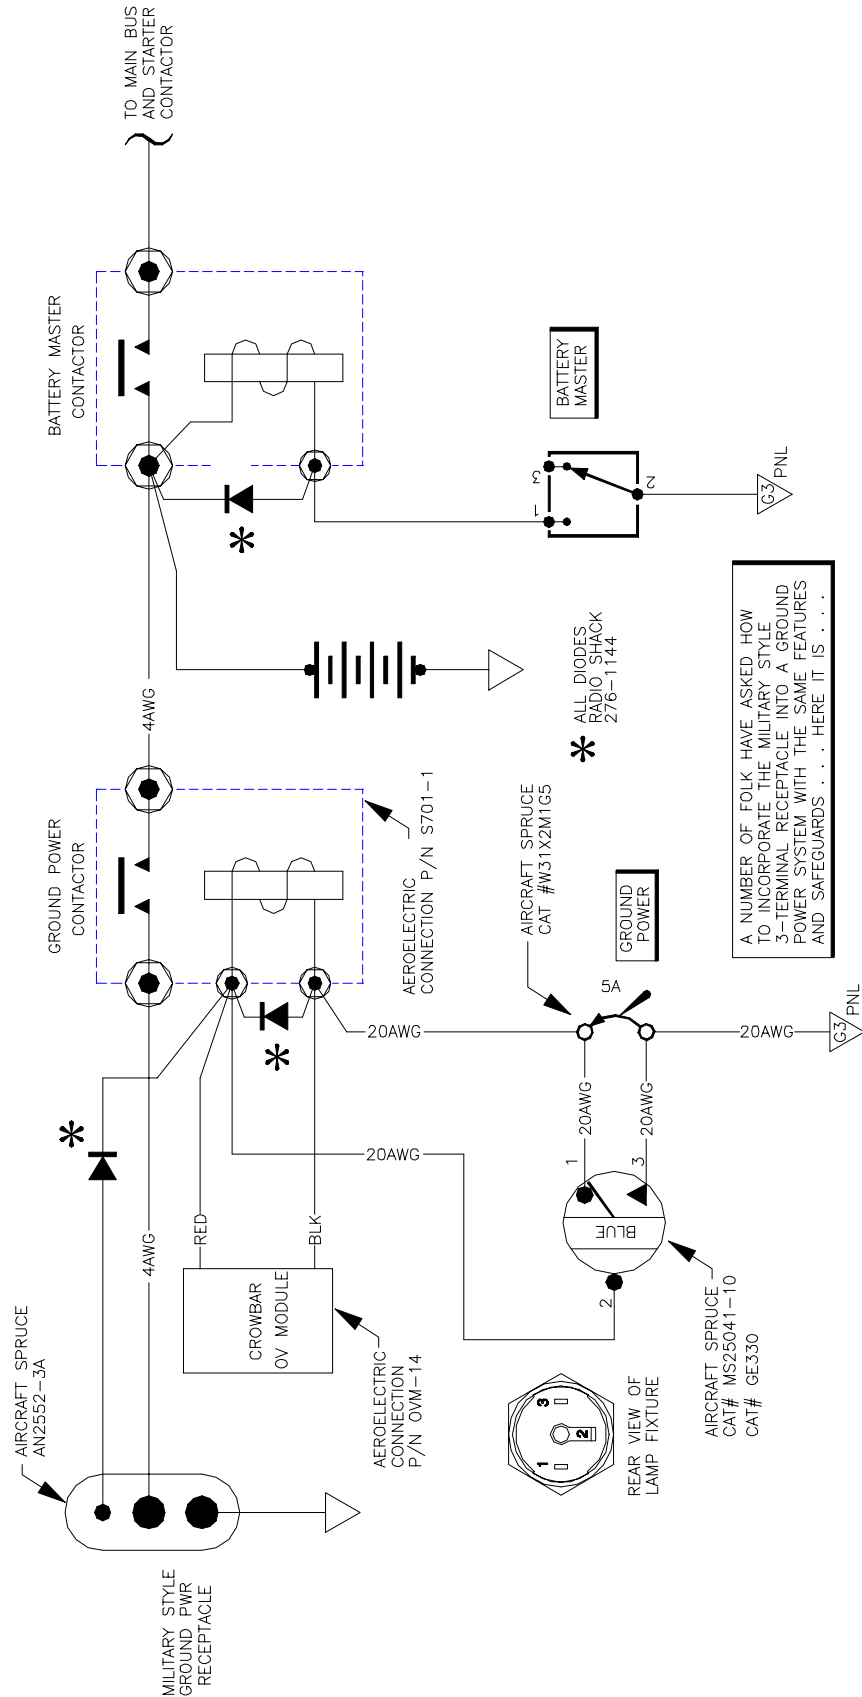 MILITARY STYLE
GROUND PWR
RECEPTACLE
AIRCRAFT SPRUCE
AN2552-3A
4AWG
*
CROWBAR
OV MODULE
RED
BLK
AEROELECTRIC
CONNECTION
P/N OVM-14
GROUND POWER
CONTACTOR
*
20AWG
20AWG
AEROELECTRIC
CONNECTION P/N S701-1
4AWG
BATTERY MASTER
CONTACTOR
*
TO MAIN BUS
AND STARTER
CONTACTOR
REAR VIEW OF
LAMP FIXTURE
1
2
3
2
BLUE
1
3
20AWG
20AWG
AIRCRAFT SPRUCE
CAT# MS25041-10
CAT# GE330
AIRCRAFT SPRUCE
CAT #W31X2M1G5
5A
GROUND
POWER
20AWG
G3
PNL
* ALL DIODES
RADIO SHACK
276-1144
1
3
2
BATTERY
MASTER
G3
PNL
A NUMBER OF FOLK HAVE ASKED HOW
TO INCORPORATE THE MILITARY STYLE
3-TERMINAL RECEPTACLE INTO A GROUND
POWER SYSTEM WITH THE SAME FEATURES
AND SAFEGUARDS . . . HERE IT IS . . .